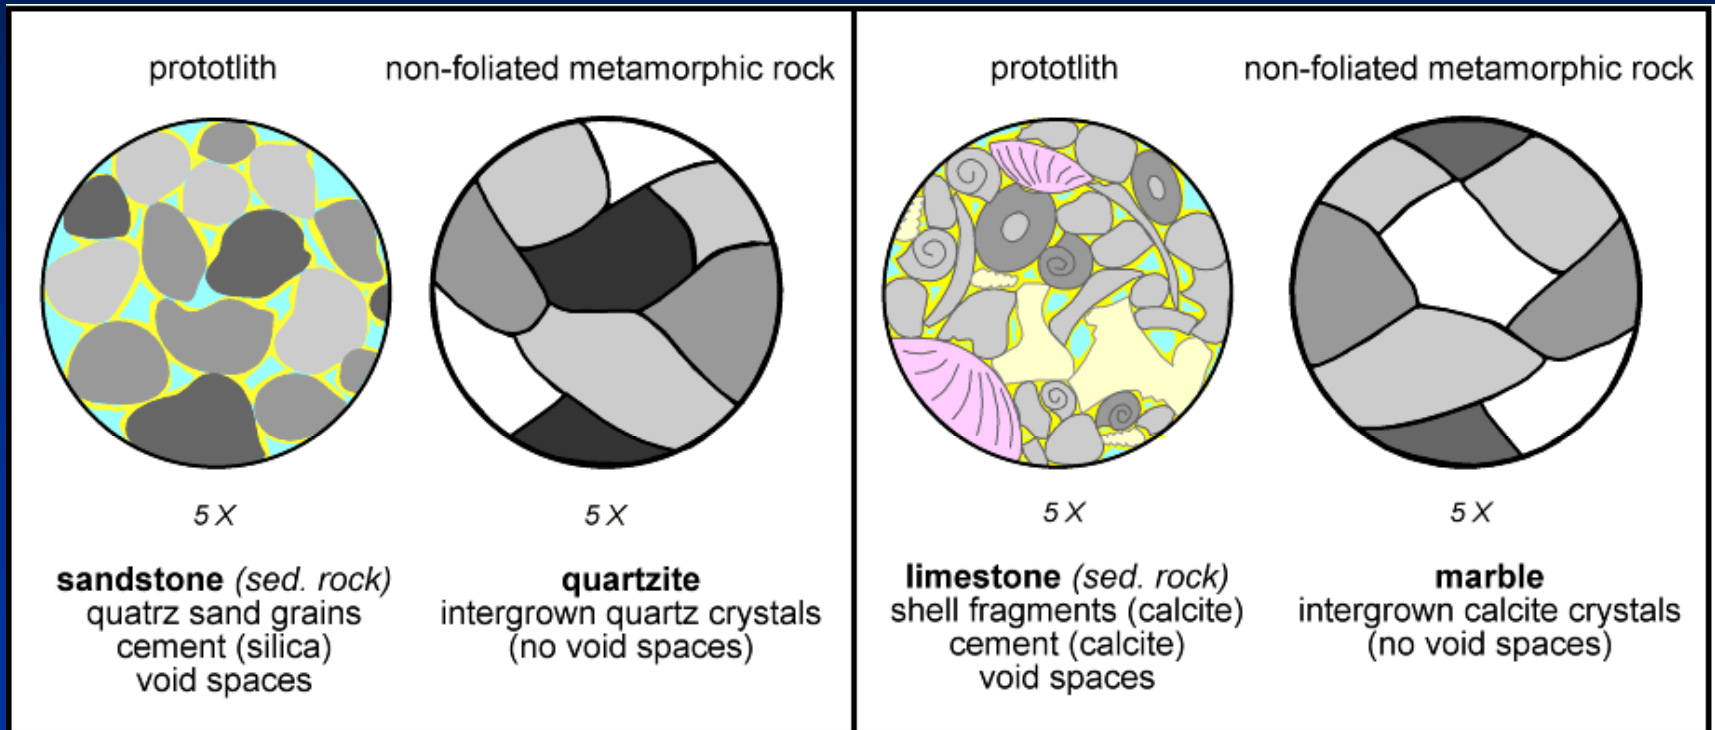 prototlith
non-foliated metamorphic rock
5 X
5 X
sandstone (sed. rock)
quatrz sand grains
cement (silica)
void spaces
quartzite
intergrown quartz crystals
(no void spaces)
prototlith
non-foliated metamorphic rock
5 X
5 X
limestone (sed. rock)
shell fragments (calcite)
cement (calcite)
void spaces
marble
intergrown calcite crystals
(no void spaces)